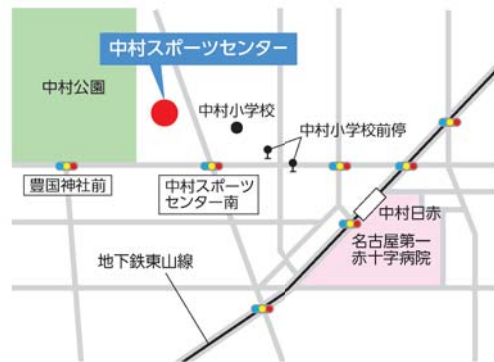 中村スポーツセンター
中村公園
中村小学校
中村小学校前停
豊国神社前
中村スポーツ
センター南
中村日赤
名古屋第一
赤十字病院
地下鉄東山線